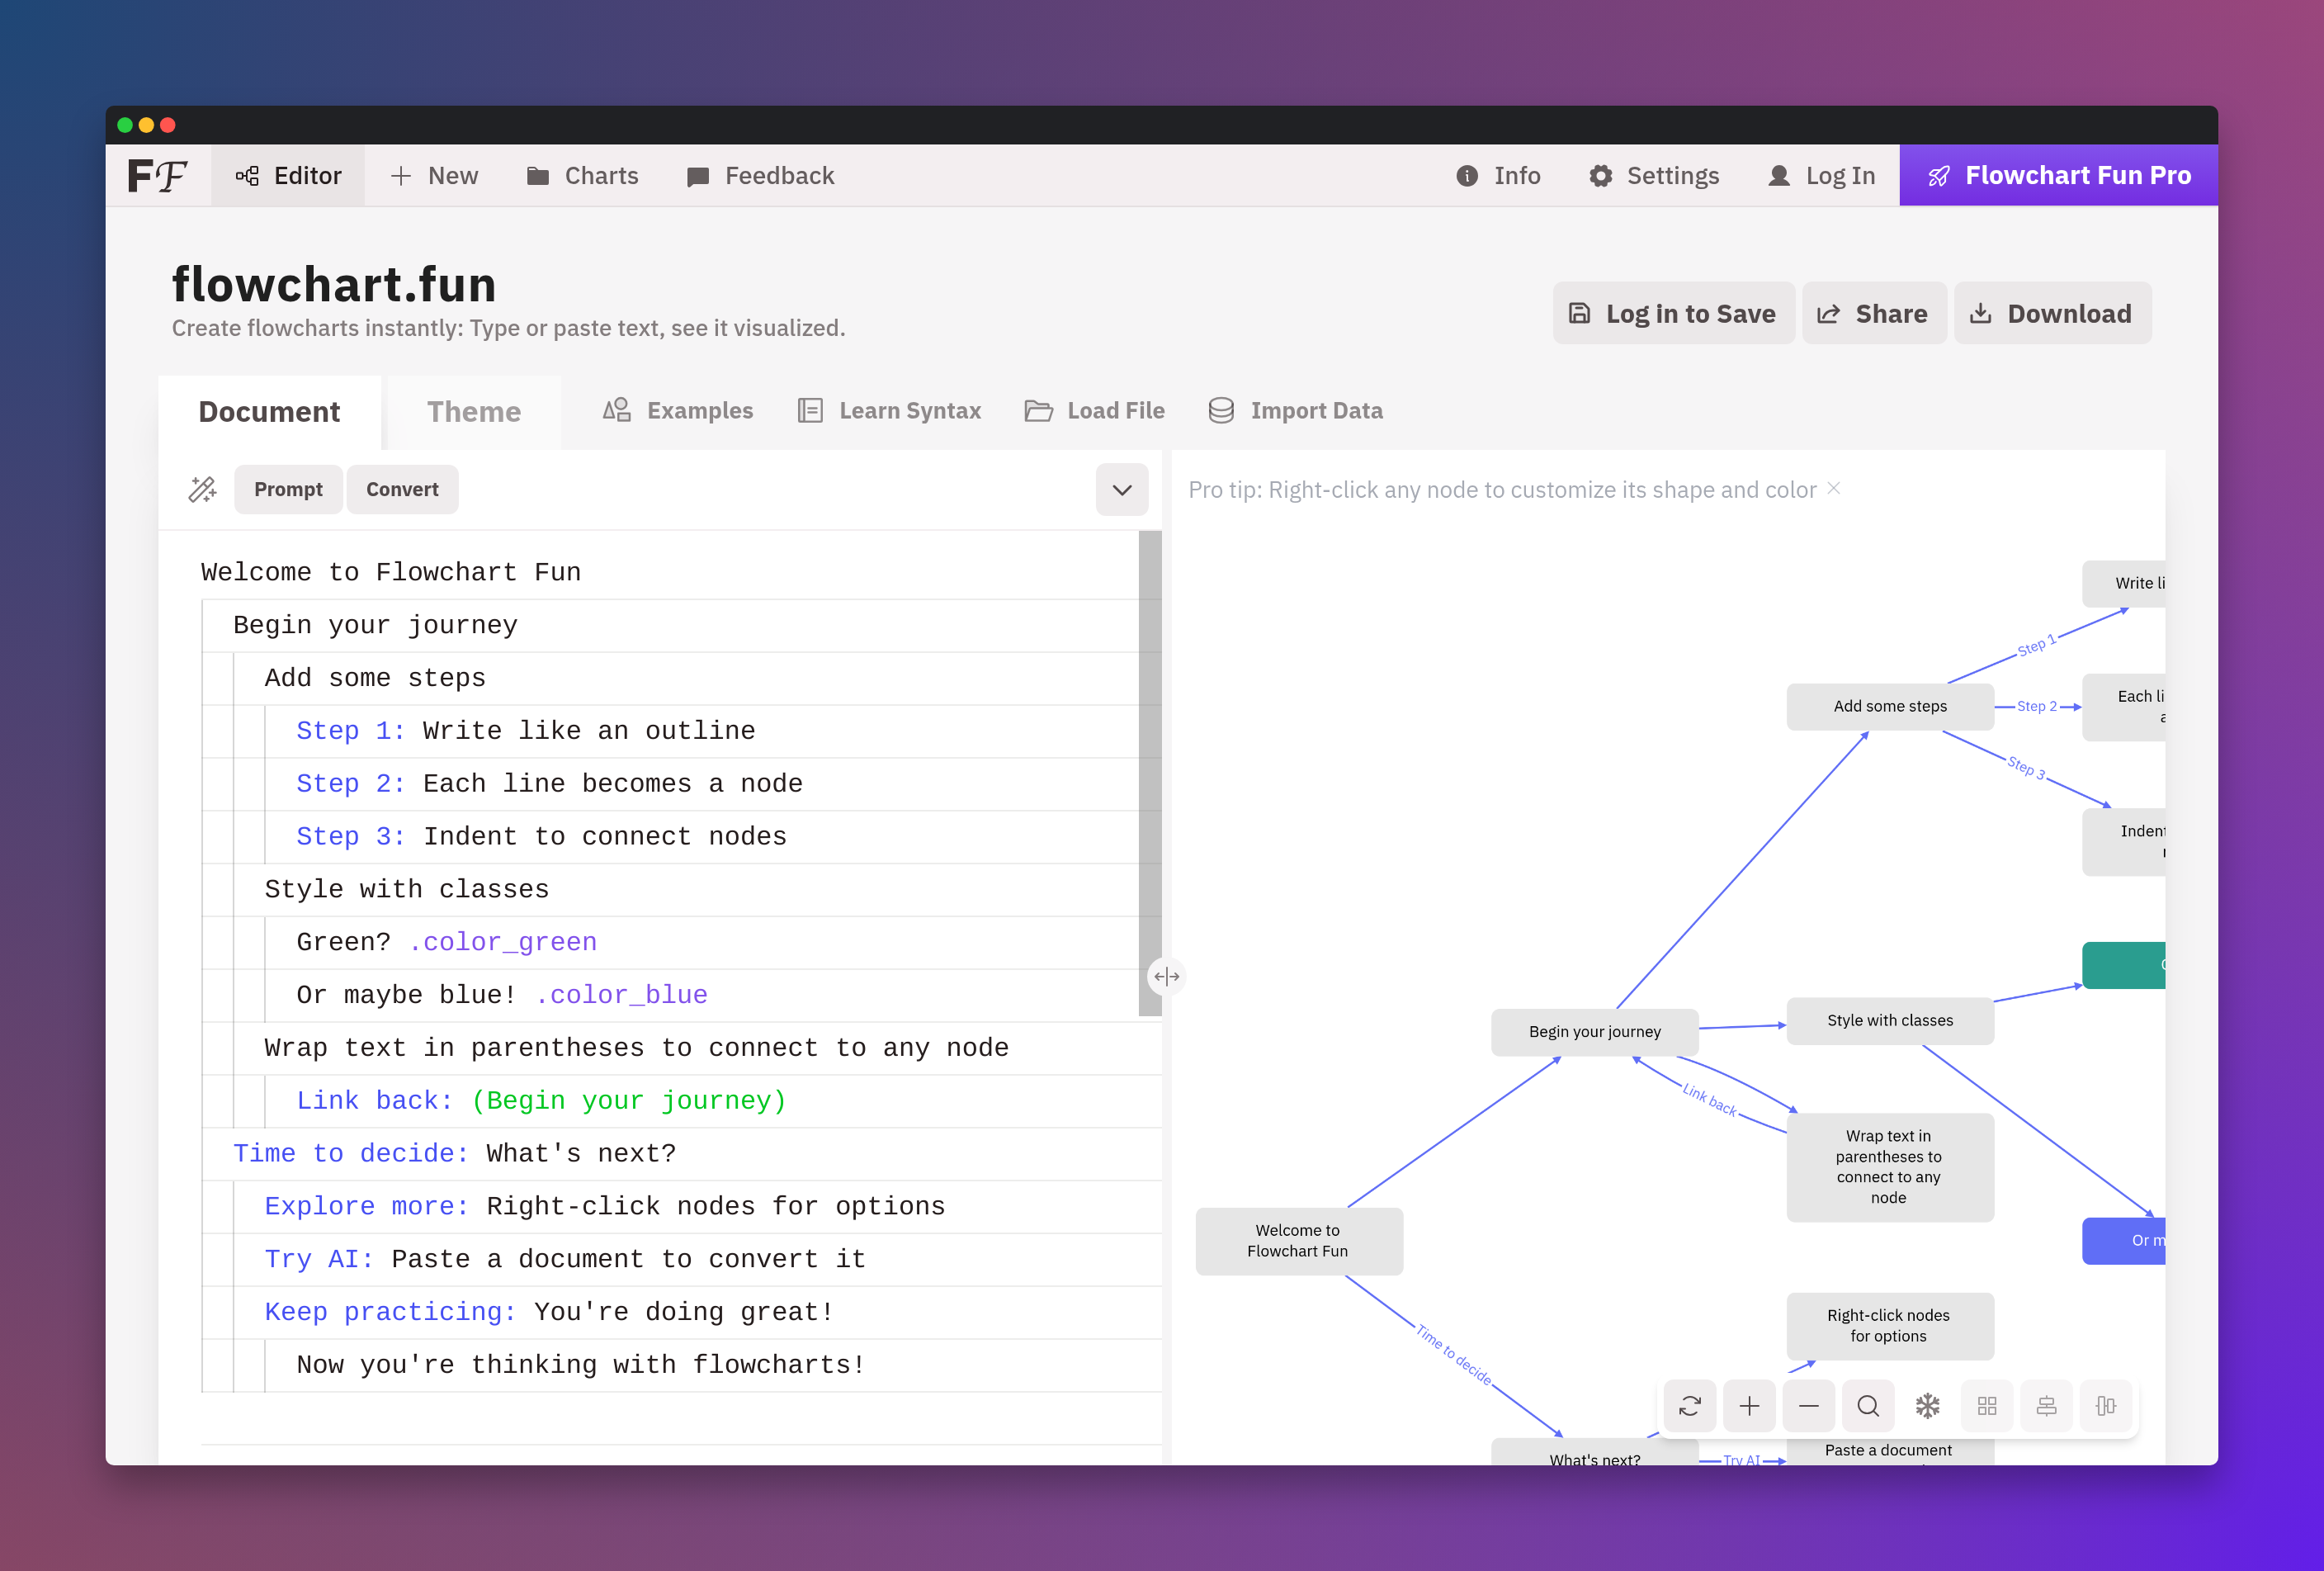 FF
Editor
New
Charts
Feedback
Info
Settings
Log In
Flowchart Fun Pro
flowchart.fun
Create flowcharts instantly: Type or paste text, see it visualized.
Log in to Save
Share
Download
Document
Theme
Examples
Learn Syntax
Load File
Import Data
Prompt
Convert
Pro tip: Right-click any node to customize its shape and color
Welcome to Flowchart Fun
Begin your journey
Add some steps
Step 1: Write like an outline
Step 2: Each line becomes a node
Step 3: Indent to connect nodes
Style with classes
Green? .color_green
Or maybe blue! .color_blue
Wrap text in parentheses to connect to any node
Link back: (Begin your journey)
Time to decide: What's next?
Explore more: Right-click nodes for options
Try AI: Paste a document to convert it
Keep practicing: You're doing great!
Now you're thinking with flowcharts!
Write li
Step 1
Add some steps
Step 2
Each li
Step 3
Indent
Begin your journey
Style with classes
Link back
Wrap text in
parentheses to
connect to any
node
Welcome to
Flowchart Fun
Or m
Time to decide
Right-click nodes
for options
What's next?
Try AI
Paste a document